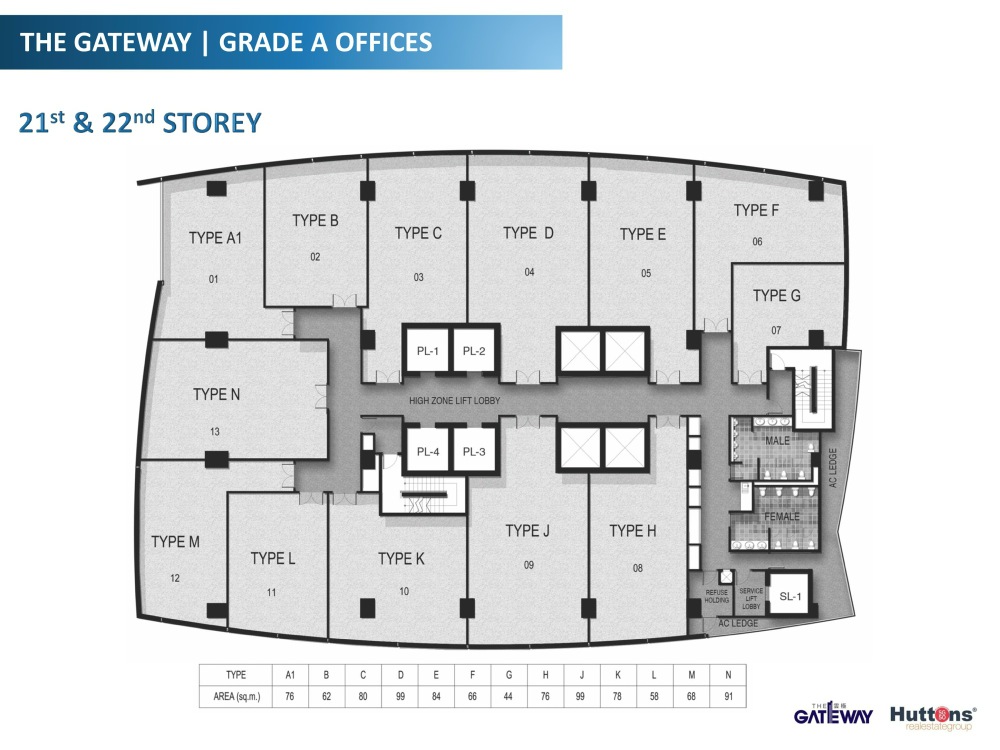 THE GATEWAY | GRADE A OFFICES
21st & 22nd STOREY
TYPE A1
01
TYPE B
02
TYPE C
03
TYPE D
04
TYPE E
05
TYPE F
06
TYPE G
07
PL-1
PL-2
HIGH ZONE LIFT LOBBY
TYPE N
13
PL-4
PL-3
MALE
AC LEDGE
FEMALE
TYPE M
12
TYPE L
11
TYPE K
10
TYPE J
09
TYPE H
08
REFUSE
HOLDING
SERVICE
LIFT
LOBBY
SL-1
AC LEDGE
TYPE A1 B C D E F G H J K L M N
AREA (sq.m.) 76 62 80 99 84 66 44 76 99 78 58 68 91
THE 雲樞
GATEWAY
Huttons®
realestategroup